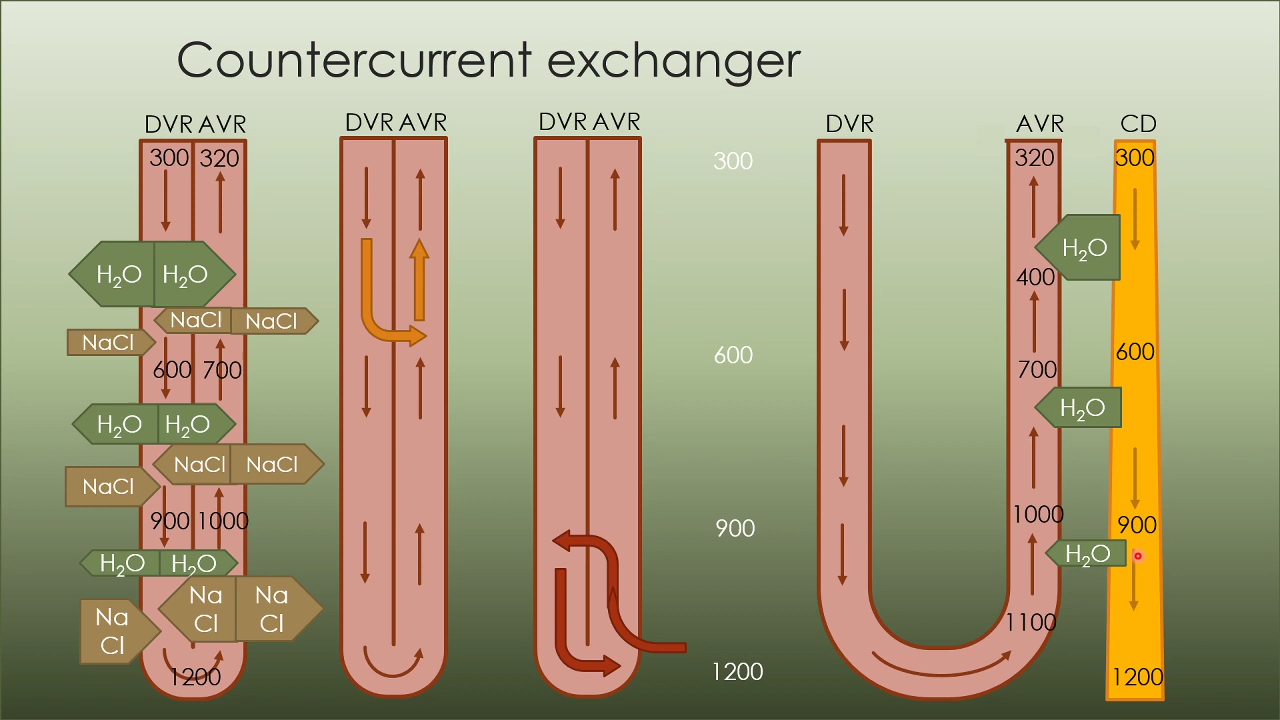 Countercurrent exchanger
DVR AVR
DVR AVR
DVR AVR
DVR
AVR
CD
300 320
H₂O H₂O
NaCl NaCl
NaCl
600 700
H₂O H₂O
NaCl NaCl
NaCl
900 1000
H₂O H₂O
Na
Cl
Na
Cl
Na
Cl
1200
300
600
900
1200
320
H₂O
400
700
H₂O
1000
H₂O
1100
300
600
900
1200